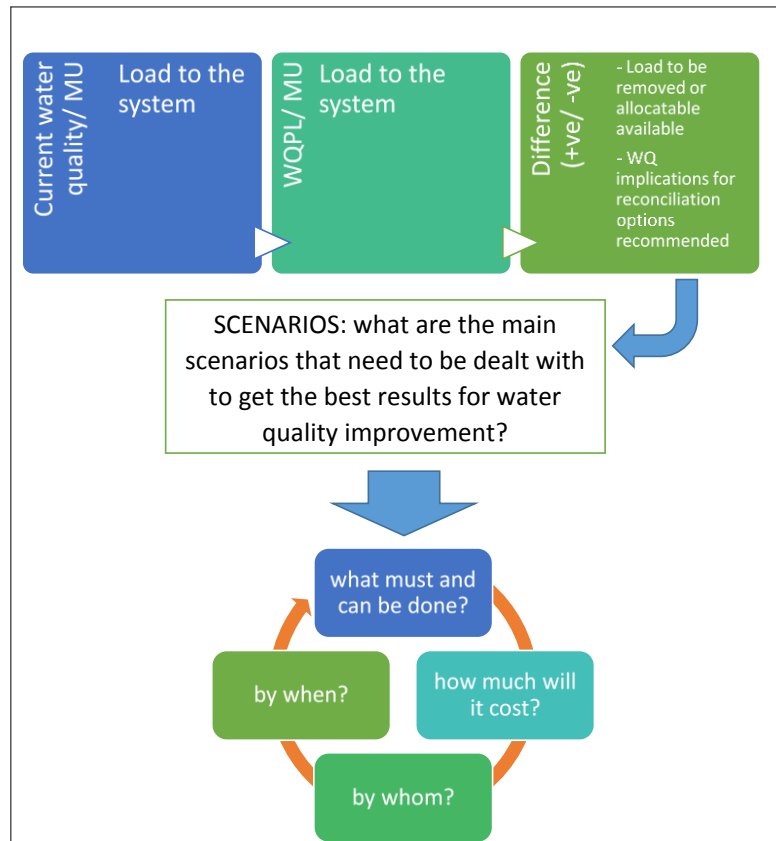 Current water
quality/ MU
Load to the
system
WQPL/ MU
Load to the
system
Difference
(+ve/ -ve)
- Load to be
removed or
allocatable
available
- WQ
implications for
reconciliation
options
recommended
SCENARIOS: what are the main
scenarios that need to be dealt with
to get the best results for water
quality improvement?
what must and
can be done?
how much will
it cost?
by whom?
by when?